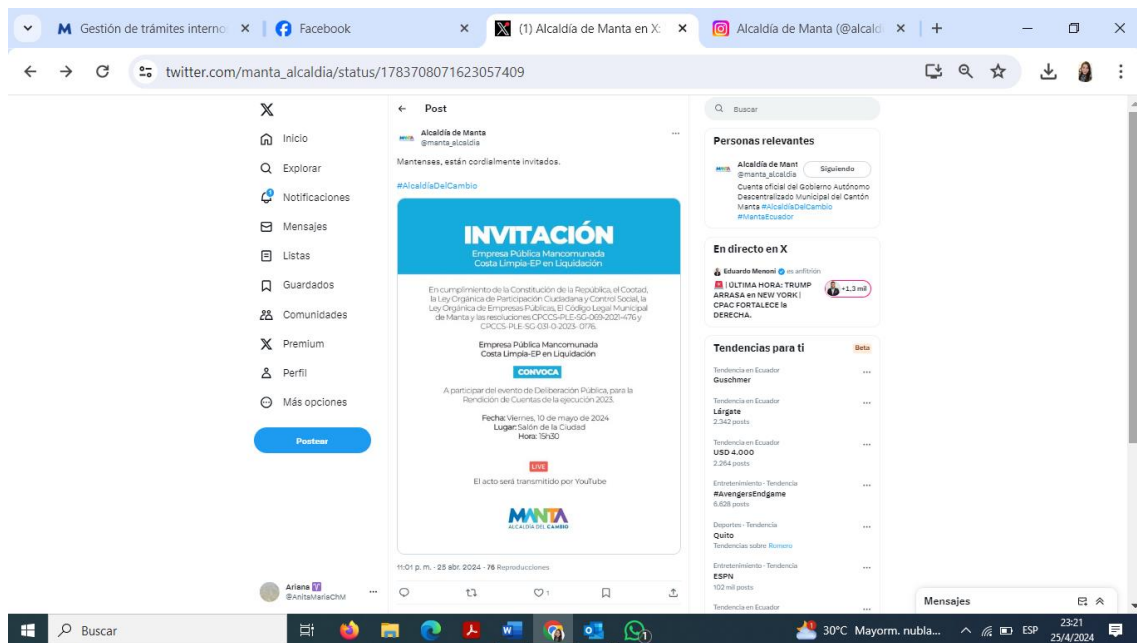 Gestión de trámites interno
Facebook
(1) Alcaldía de Manta en X:
Alcaldía de Manta (@alcald
twitter.com/manta_alcaldia/status/1783708071623057409
Inicio
Explorar
Notificaciones
Mensajes
Listas
Guardados
Comunidades
Premium
Perfil
Más opciones
Postear
Ariana
@AnitaMariaChM
Post
Alcaldía de Manta
@manta_alcaldia
Mantenses, están cordialmente invitados.
#AlcaldíaDelCambio
INVITACIÓN
Empresa Pública Mancomunada
Costa Limpia-EP en Liquidación
En cumplimiento de la Constitución de la República, el Cootad,
la Ley Orgánica de Participación Ciudadana y Control Social, la
Ley Orgánica de Empresas Públicas, El Código Legal Municipal
de Manta y las resoluciones CPCCS-PLE-SG-069-2021-476 y
CPCCS-PLE-SG-031-O-2023- 0176.
Empresa Pública Mancomunada
Costa Limpia-EP en Liquidación
CONVOCA
A participar del evento de Deliberación Pública, para la
Rendición de Cuentas de la ejecución 2023.
Fecha: Viernes, 10 de mayo de 2024
Lugar: Salón de la Ciudad
Hora: 15h30
LIVE
El acto será transmitido por YouTube
MANTA
ALCALDÍA DEL CAMBIO
11:01 p. m. · 25 abr. 2024 · 76 Reproducciones
1
Buscar
Personas relevantes
Alcaldía de Mant
@manta_alcaldia
Siguiendo
Cuenta oficial del Gobierno Autónomo
Descentralizado Municipal del Cantón
Manta #AlcaldíaDelCambio
#MantaEcuador
En directo en X
Eduardo Menoni es anfitrión
| ÚLTIMA HORA: TRUMP
ARRASA en NEW YORK |
CPAC FORTALECE la
DERECHA.
+1,3 mil
Tendencias para ti
Beta
Tendencia en Ecuador
Guschmer
Tendencia en Ecuador
Lárgate
2.342 posts
Tendencia en Ecuador
USD 4.000
2.264 posts
Entretenimiento · Tendencia
#AvengersEndgame
6.628 posts
Deportes · Tendencia
Quito
Tendencias sobre Romero
Entretenimiento · Tendencia
ESPN
102 mil posts
Tendencia en Ecuador
Mensajes
Buscar
30°C Mayorm. nubla...
ESP
23:21
25/4/2024